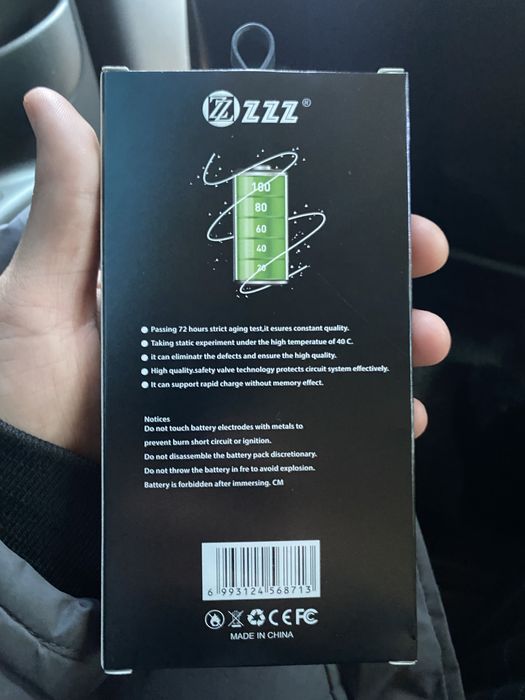 ZZZZ®
100
80
60
40
20
Passing 72 hours strict aging test,it esures constant quality.
Taking static experiment under the high temperatue of 40 C.
it can eliminatr the defects and ensure the high quality.
High quality.safety valve technology protects circuit system effectively.
It can support rapid charge without memory effect.
Notices
Do not touch battery electrodes with metals to
prevent burn short circuit or ignition.
Do not disassemble the battery pack discretionary.
Do not throw the battery in fre to avoid explosion.
Battery is forbidden after immersing. CM
6 993124 568713
CE FC
MADE IN CHINA